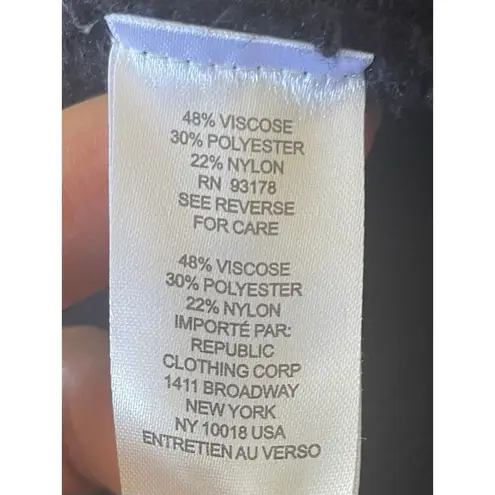 48% VISCOSE
30% POLYESTER
22% NYLON
RN 93178
SEE REVERSE
FOR CARE
48% VISCOSE
30% POLYESTER
22% NYLON
IMPORTÉ PAR:
REPUBLIC
CLOTHING CORP
1411 BROADWAY
NEW YORK
NY 10018 USA
ENTRETIEN AU VERSO